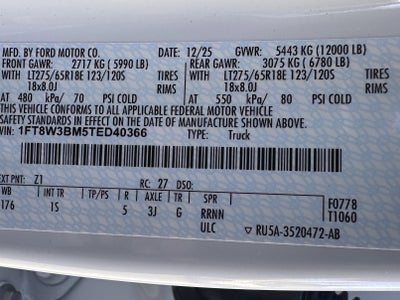 MFD. BY FORD MOTOR CO. DATE: 12/25 GVWR: 5443 KG (12000 LB)
FRONT GAWR: 2717 KG ( 5990 LB) REAR GAWR: 3075 KG ( 6780 LB)
WITH LT275/65R18E 123/120S TIRES WITH LT275/65R18E 123/120S TIRES
18x8.0J RIMS 18x8.0J RIMS
AT 480 kPa/ 70 PSI COLD AT 550 kPa/ 80 PSI COLD
THIS VEHICLE CONFORMS TO ALL APPLICABLE FEDERAL MOTOR VEHICLE
SAFETY STANDARDS IN EFFECT ON THE DATE OF MANUFACTURE SHOWN ABOVE.
VIN: 1FT8W3BM5TED40366 TYPE: Truck
EXT PNT: Z1 RC: 27 DSO:
WB INT TR TP/PS R AXLE TR SPR F0778
176 1S 5 3J G RRNN T1060
ULC ▽ RU5A-3520472-AB